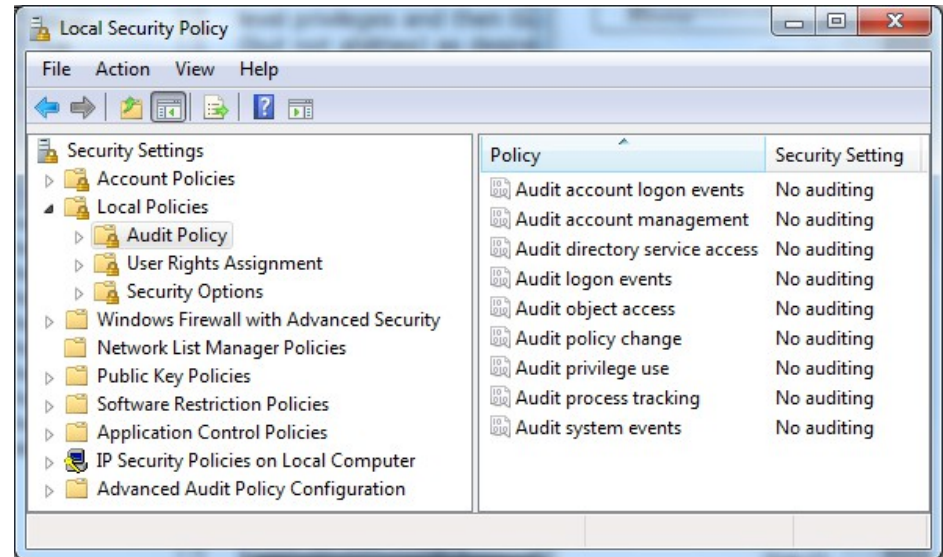 Local Security Policy
File Action View Help
Security Settings
Account Policies
Local Policies
Audit Policy
User Rights Assignment
Security Options
Windows Firewall with Advanced Security
Network List Manager Policies
Public Key Policies
Software Restriction Policies
Application Control Policies
IP Security Policies on Local Computer
Advanced Audit Policy Configuration
Policy Security Setting
Audit account logon events No auditing
Audit account management No auditing
Audit directory service access No auditing
Audit logon events No auditing
Audit object access No auditing
Audit policy change No auditing
Audit privilege use No auditing
Audit process tracking No auditing
Audit system events No auditing